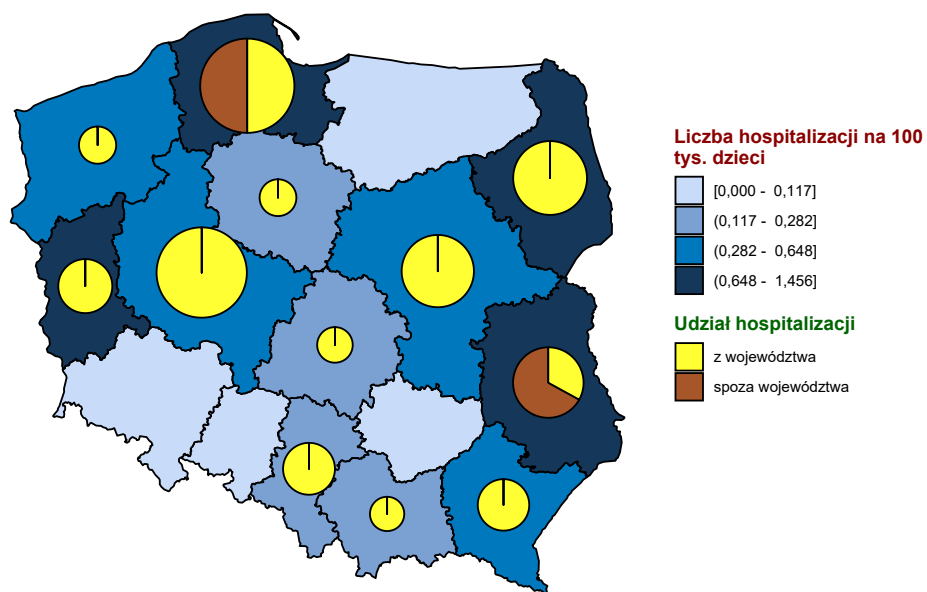 Liczba hospitalizacji na 100
tys. dzieci
[0,000 - 0,117]
(0,117 - 0,282]
(0,282 - 0,648]
(0,648 - 1,456]
Udział hospitalizacji
z województwa
spoza województwa